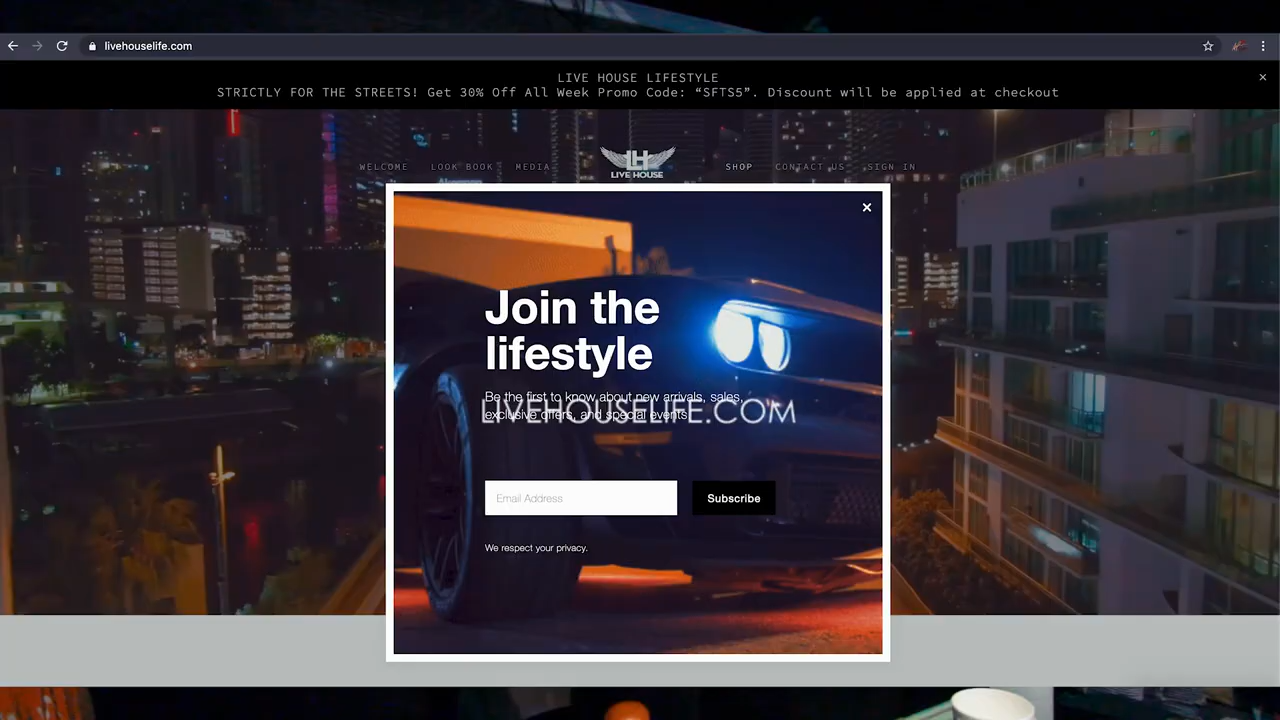 livehouselife.com
LIVE HOUSE LIFESTYLE
STRICTLY FOR THE STREETS! Get 30% Off All Week Promo Code: “SFTS5”. Discount will be applied at checkout
WELCOME LOOK BOOK MEDIA LH LIVE HOUSE SHOP CONTACT US SIGN IN
Join the
lifestyle
Be the first to know about new arrivals, sales,
exclusive offers, and special events.
LIVEHOUSELIFE.COM
Email Address Subscribe
We respect your privacy.